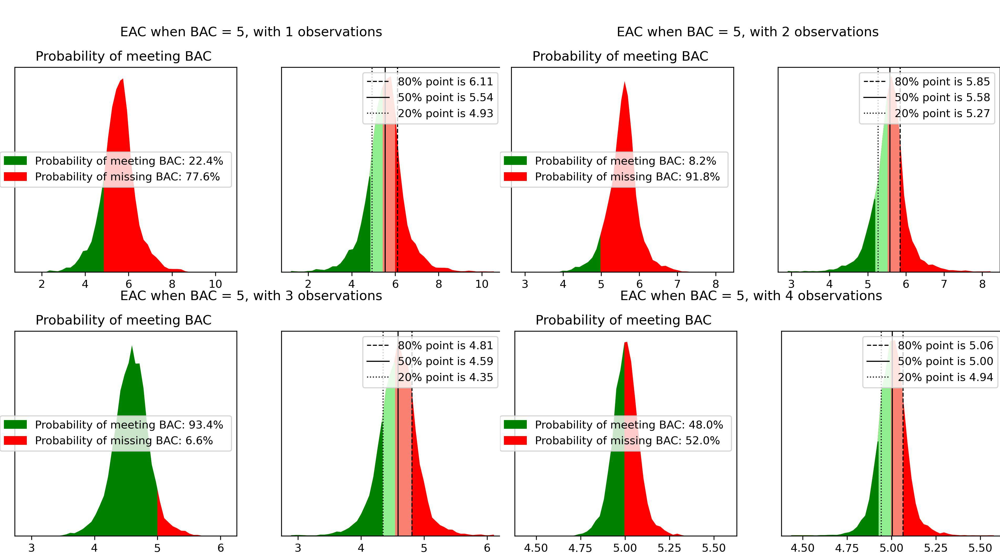 EAC when BAC = 5, with 1 observations
Probability of meeting BAC
Probability of meeting BAC: 22.4%
Probability of missing BAC: 77.6%
2 4 6 8 10
80% point is 6.11
50% point is 5.54
20% point is 4.93
2 4 6 8 10
EAC when BAC = 5, with 2 observations
Probability of meeting BAC
Probability of meeting BAC: 8.2%
Probability of missing BAC: 91.8%
3 4 5 6 7 8
80% point is 5.85
50% point is 5.58
20% point is 5.27
3 4 5 6 7 8
EAC when BAC = 5, with 3 observations
Probability of meeting BAC
Probability of meeting BAC: 93.4%
Probability of missing BAC: 6.6%
3 4 5 6
80% point is 4.81
50% point is 4.59
20% point is 4.35
3 4 5 6
EAC when BAC = 5, with 4 observations
Probability of meeting BAC
Probability of meeting BAC: 48.0%
Probability of missing BAC: 52.0%
4.50 4.75 5.00 5.25 5.50
80% point is 5.06
50% point is 5.00
20% point is 4.94
4.50 4.75 5.00 5.25 5.50